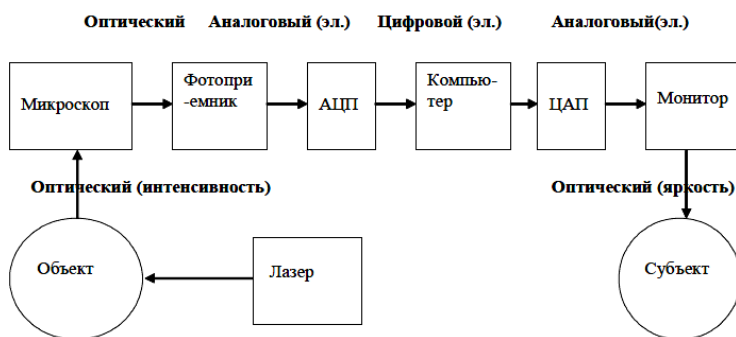 Оптический Аналоговый (эл.) Цифровой (эл.) Аналоговый(эл.)
Микроскоп
Фотопри
-емник
АЦП
Компью-
тер
ЦАП
Монитор
Оптический (интенсивность)
Оптический (яркость)
Объект
Лазер
Субъект